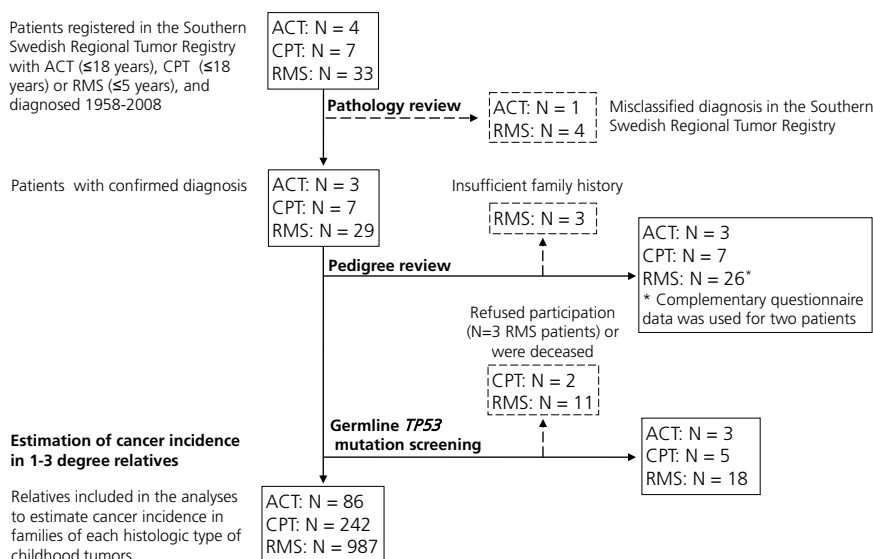 Patients registered in the Southern
Swedish Regional Tumor Registry
with ACT (≤18 years), CPT (≤18
years) or RMS (≤5 years), and
diagnosed 1958-2008
ACT: N = 4
CPT: N = 7
RMS: N = 33
Pathology review
ACT: N = 1
RMS: N = 4
Misclassified diagnosis in the Southern
Swedish Regional Tumor Registry
Patients with confirmed diagnosis
ACT: N = 3
CPT: N = 7
RMS: N = 29
Insufficient family history
RMS: N = 3
Pedigree review
ACT: N = 3
CPT: N = 7
RMS: N = 26*
* Complementary questionnaire
data was used for two patients
Refused participation
(N=3 RMS patients) or
were deceased
CPT: N = 2
RMS: N = 11
Germline TP53
mutation screening
ACT: N = 3
CPT: N = 5
RMS: N = 18
Estimation of cancer incidence
in 1-3 degree relatives
Relatives included in the analyses
to estimate cancer incidence in
families of each histologic type of
childhood tumors
ACT: N = 86
CPT: N = 242
RMS: N = 987